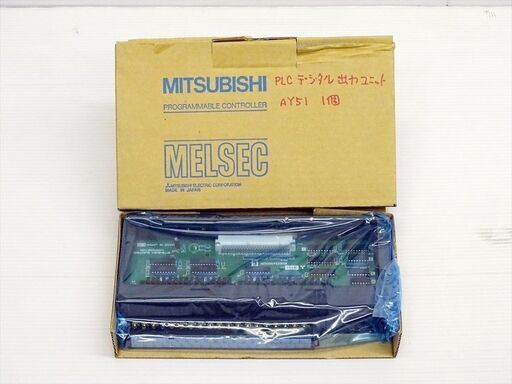 MITSUBISHI
PROGRAMMABLE CONTROLLER
MELSEC
MITSUBISHI ELECTRIC CORPORATION
MADE IN JAPAN
PLC デジタル出力ユニット
AY51 1個